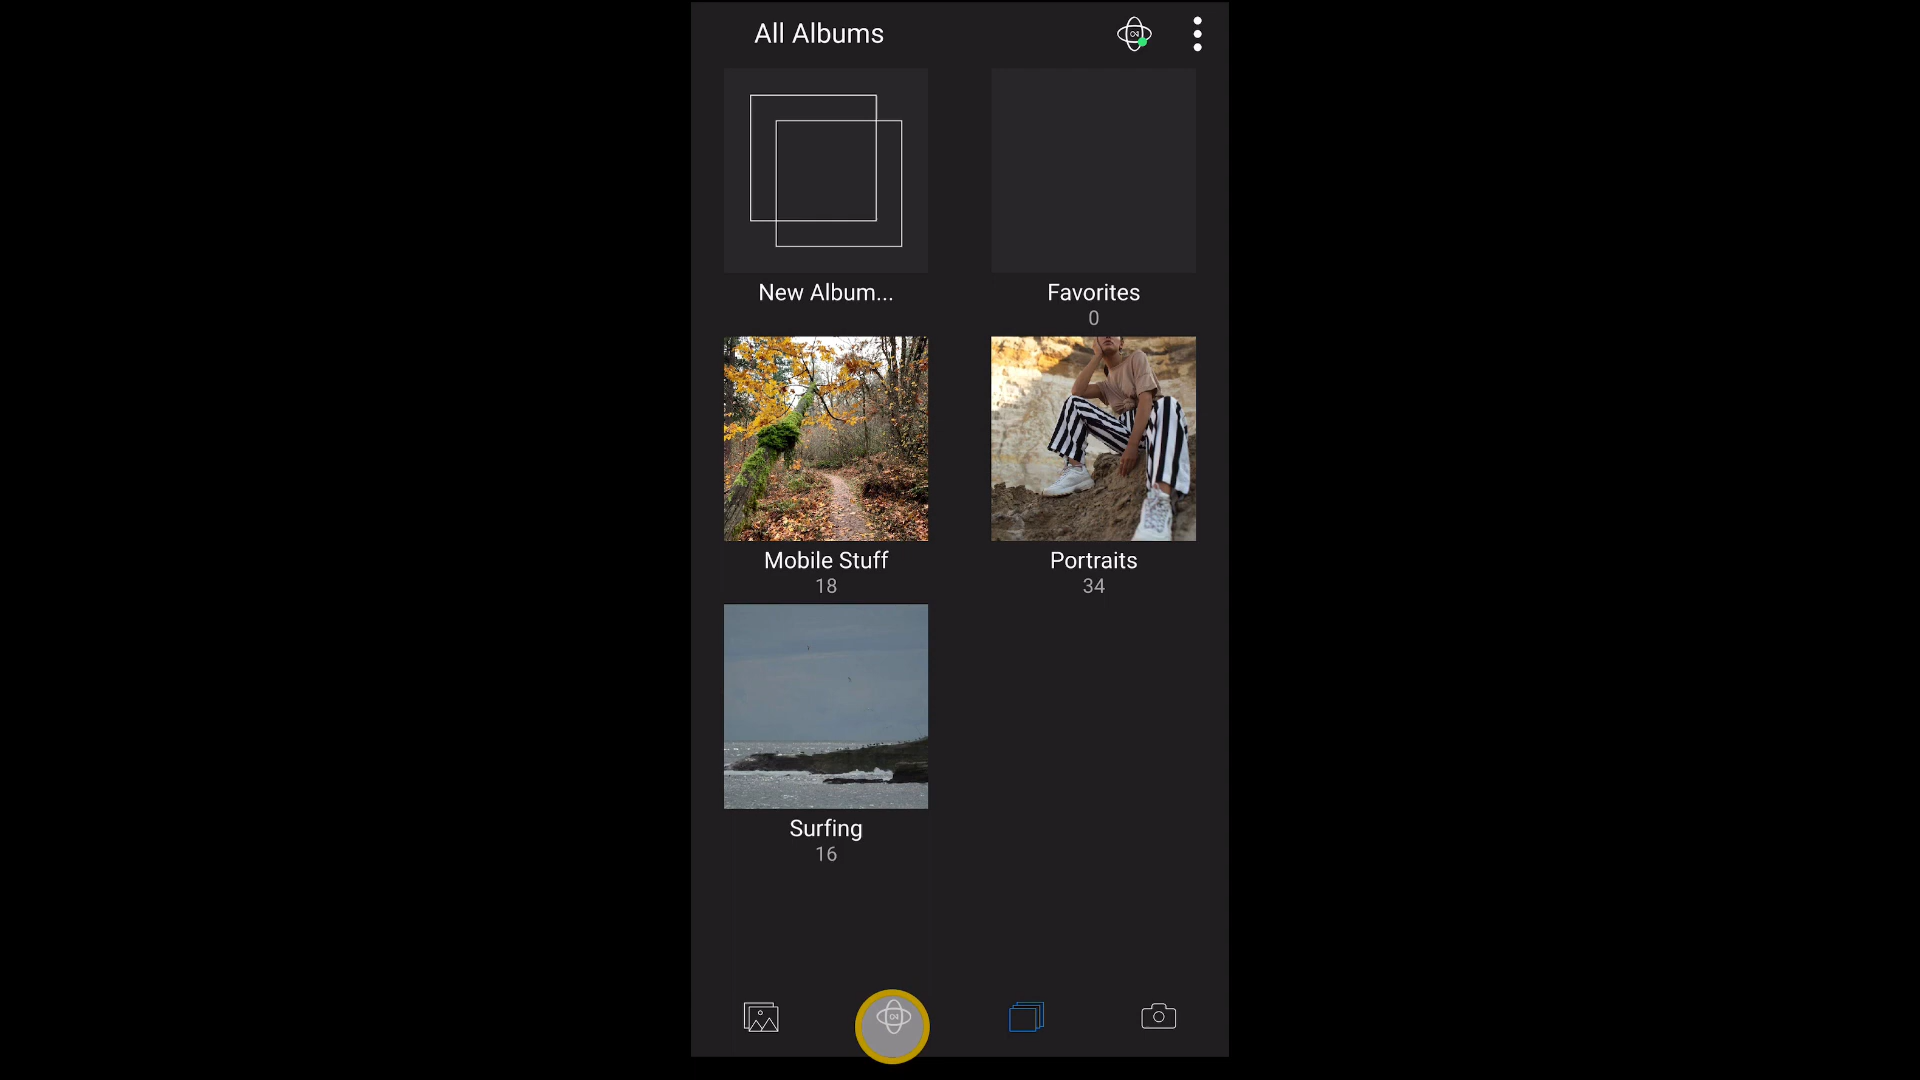 All Albums
New Album...
Favorites
0
Mobile Stuff
18
Portraits
34
Surfing
16